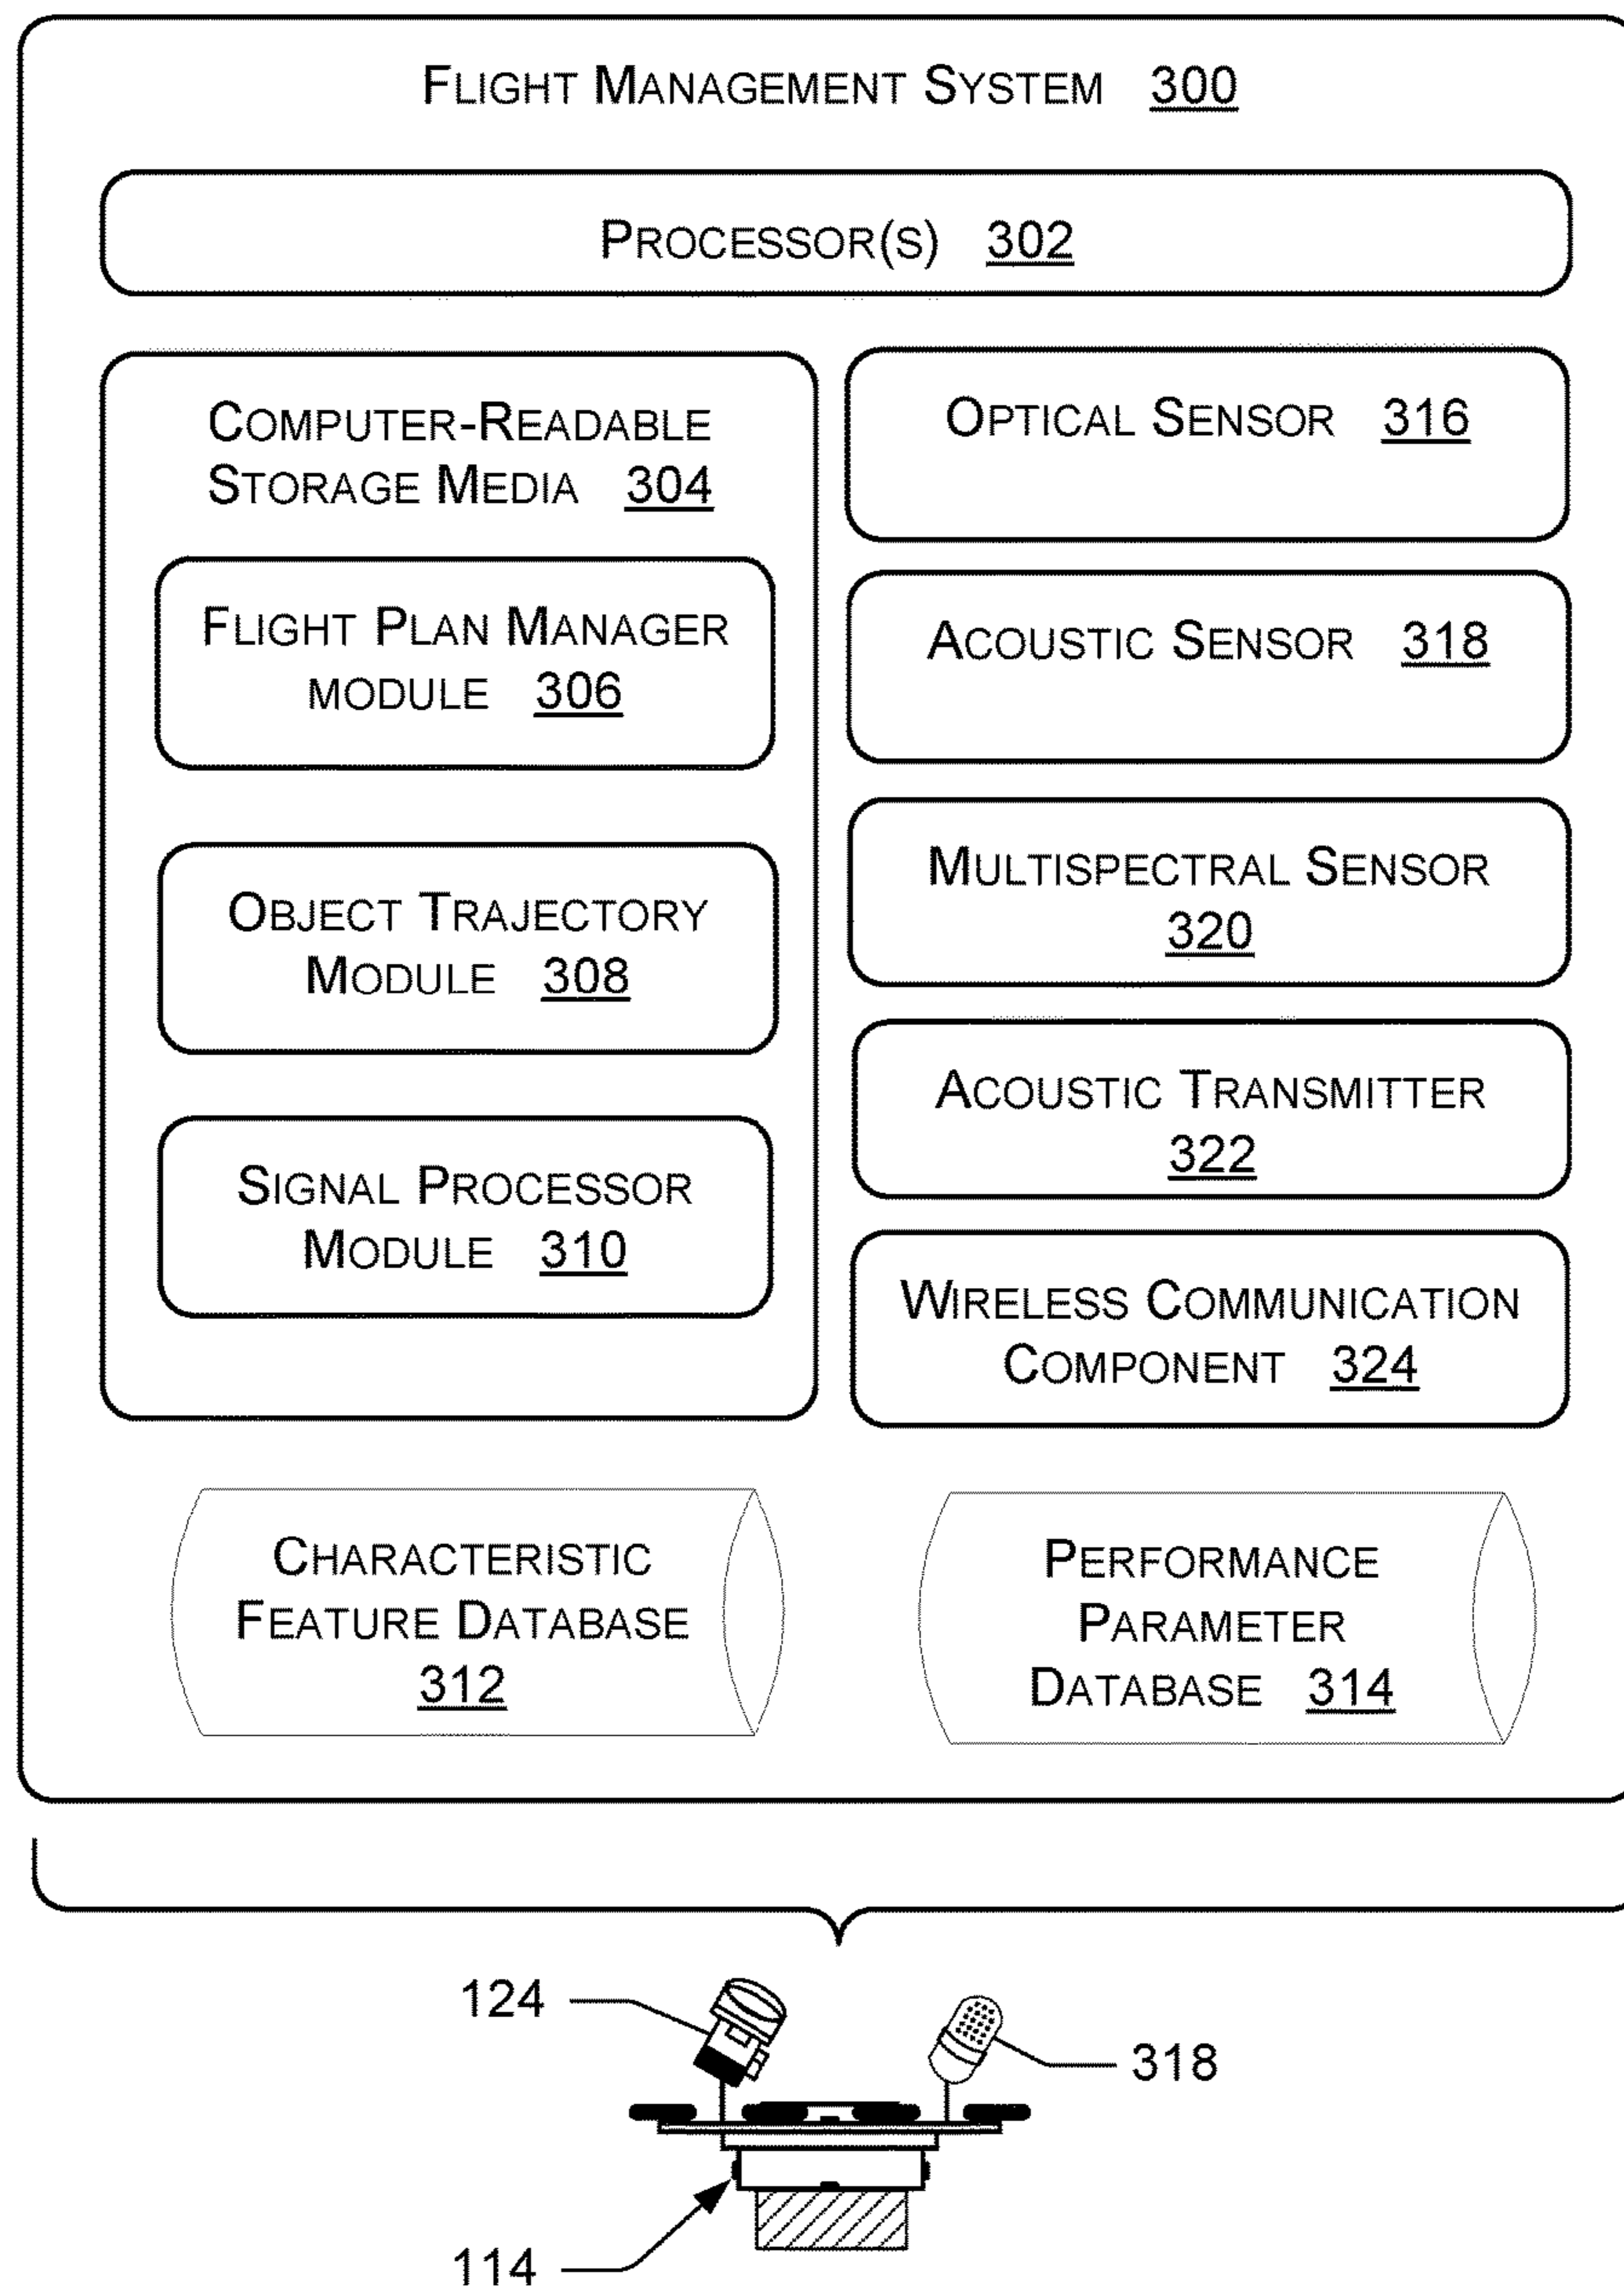 FLIGHT MANAGEMENT SYSTEM 300
PROCESSOR(S) 302
COMPUTER-READABLE
STORAGE MEDIA 304
FLIGHT PLAN MANAGER
MODULE 306
OBJECT TRAJECTORY
MODULE 308
SIGNAL PROCESSOR
MODULE 310
OPTICAL SENSOR 316
ACOUSTIC SENSOR 318
MULTISPECTRAL SENSOR
320
ACOUSTIC TRANSMITTER
322
WIRELESS COMMUNICATION
COMPONENT 324
CHARACTERISTIC
FEATURE DATABASE
312
PERFORMANCE
PARAMETER
DATABASE 314
124
318
114